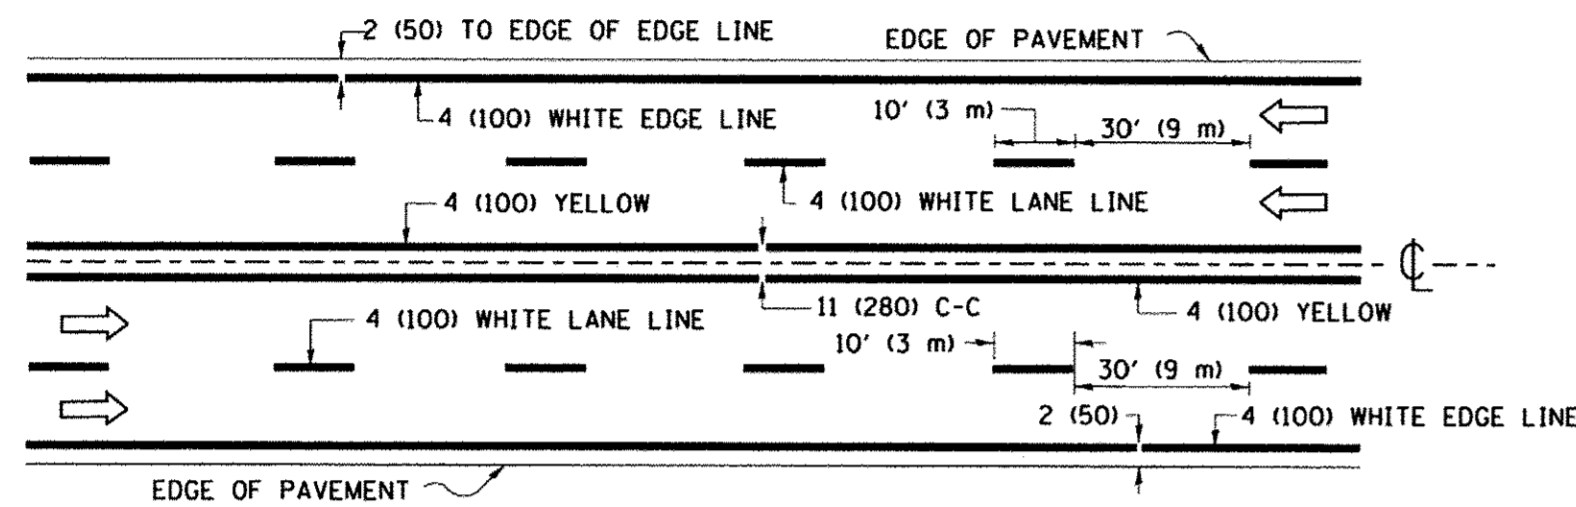 2 (50) TO EDGE OF EDGE LINE
EDGE OF PAVEMENT
4 (100) WHITE EDGE LINE
10' (3 m)
30' (9 m)
4 (100) YELLOW
4 (100) WHITE LANE LINE
℄
11 (280) C-C
4 (100) YELLOW
4 (100) WHITE LANE LINE
10' (3 m)
30' (9 m)
2 (50)
4 (100) WHITE EDGE LINE
EDGE OF PAVEMENT